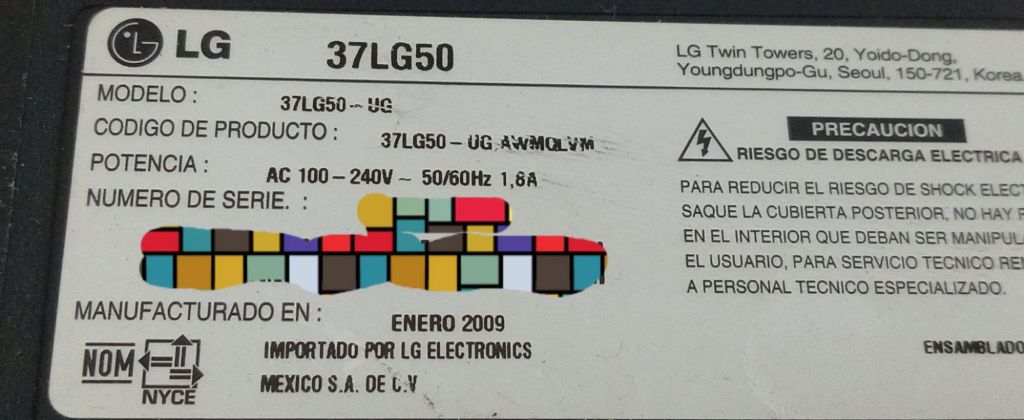 LG 37LG50
LG Twin Towers, 20, Yoido-Dong,
Youngdungpo-Gu, Seoul, 150-721, Korea
MODELO : 37LG50-UG
CODIGO DE PRODUCTO : 37LG50-UG AWMQLVM
POTENCIA : AC 100-240V ~ 50/60Hz 1,8A
NUMERO DE SERIE. :
MANUFACTURADO EN : ENERO 2009
NOM NYCE
IMPORTADO POR LG ELECTRONICS
MEXICO S.A. DE C.V
PRECAUCION
RIESGO DE DESCARGA ELECTRICA
PARA REDUCIR EL RIESGO DE SHOCK ELECT
SAQUE LA CUBIERTA POSTERIOR, NO HAY
EN EL INTERIOR QUE DEBAN SER MANIPUL
EL USUARIO, PARA SERVICIO TECNICO
A PERSONAL TECNICO ESPECIALIZADO.
ENSAMBLADO